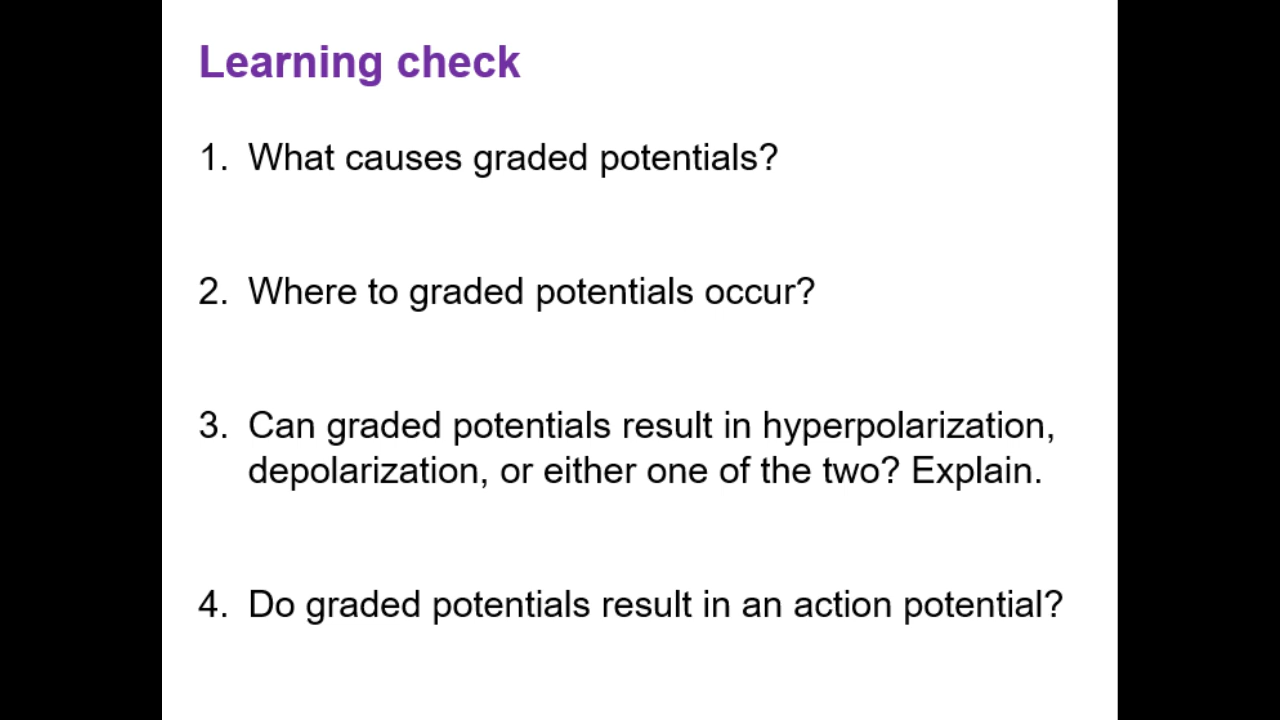 Learning check
1. What causes graded potentials?
2. Where to graded potentials occur?
3. Can graded potentials result in hyperpolarization,
depolarization, or either one of the two? Explain.
4. Do graded potentials result in an action potential?